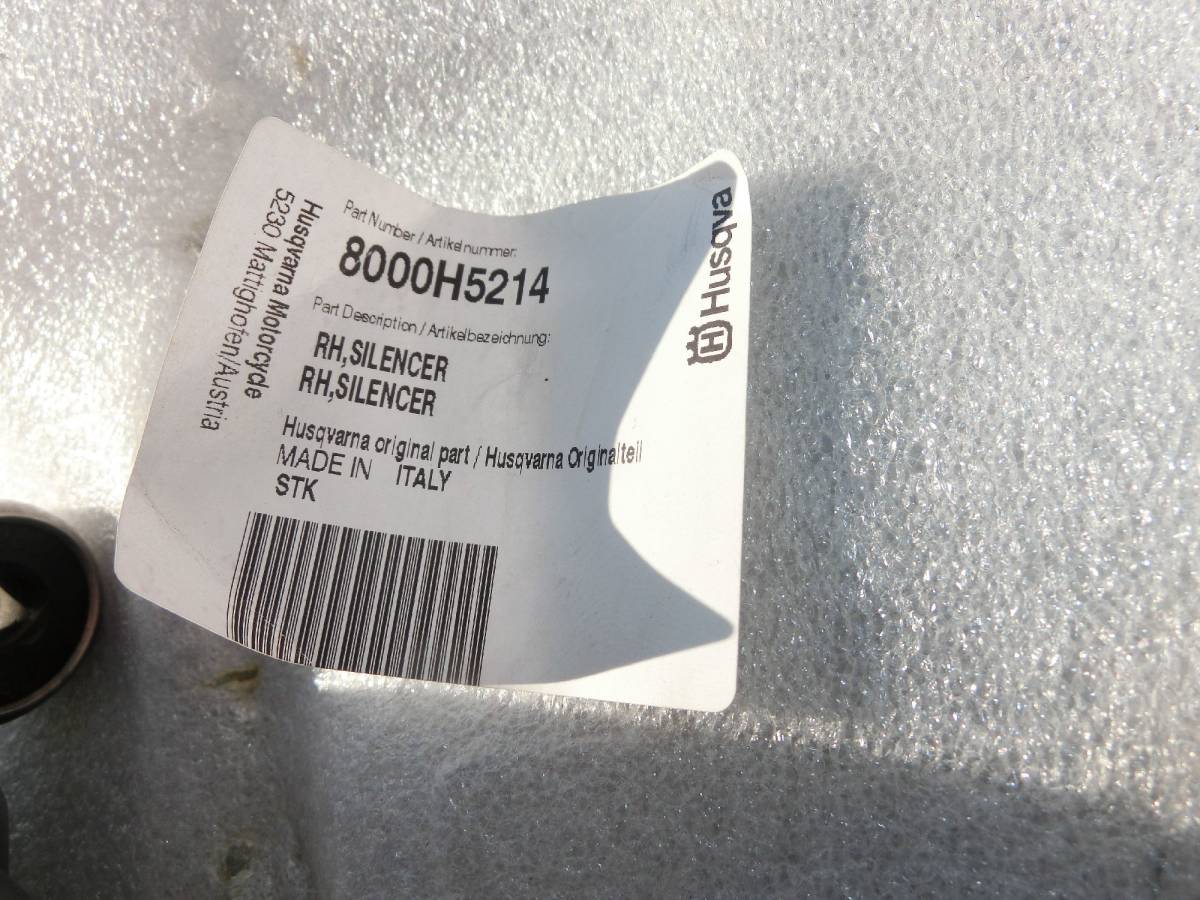 Part Number / Artikelnummer:
8000H5214
Part Description / Artikelbezeichnung:
RH,SILENCER
RH,SILENCER
Husqvarna original part / Husqvarna Originalteil
MADE IN ITALY
STK
Husqvarna Motorcycle
5230 Mattighofen/Austria
Husqva